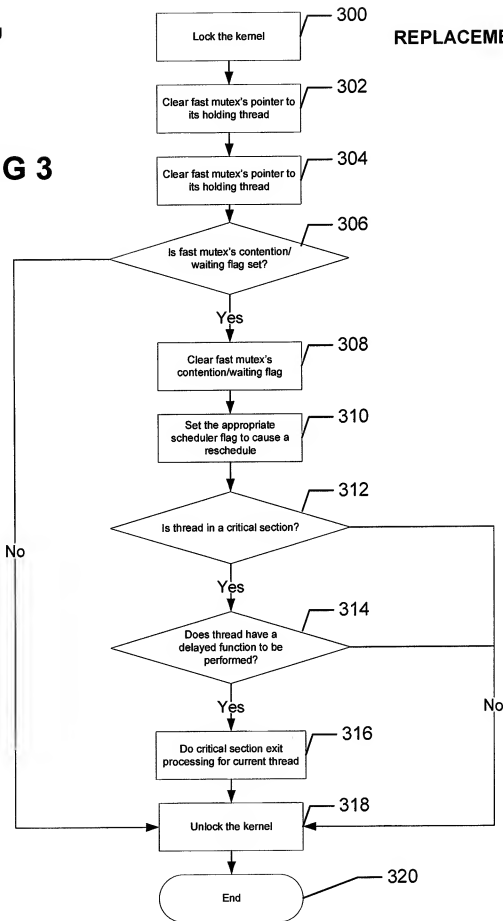 300
Lock the kernel
REPLACEME
302
Clear fast mutex's pointer to
its holding thread
G 3
304
Clear fast mutex's pointer to
its holding thread
306
Is fast mutex's contention/
waiting flag set?
Yes
308
Clear fast mutex's
contention/waiting flag
310
Set the appropriate
scheduler flag to cause a
reschedule
312
Is thread in a critical section?
No
Yes
314
Does thread have a
delayed function to be
performed?
No
Yes
316
Do critical section exit
processing for current thread
318
Unlock the kernel
320
End